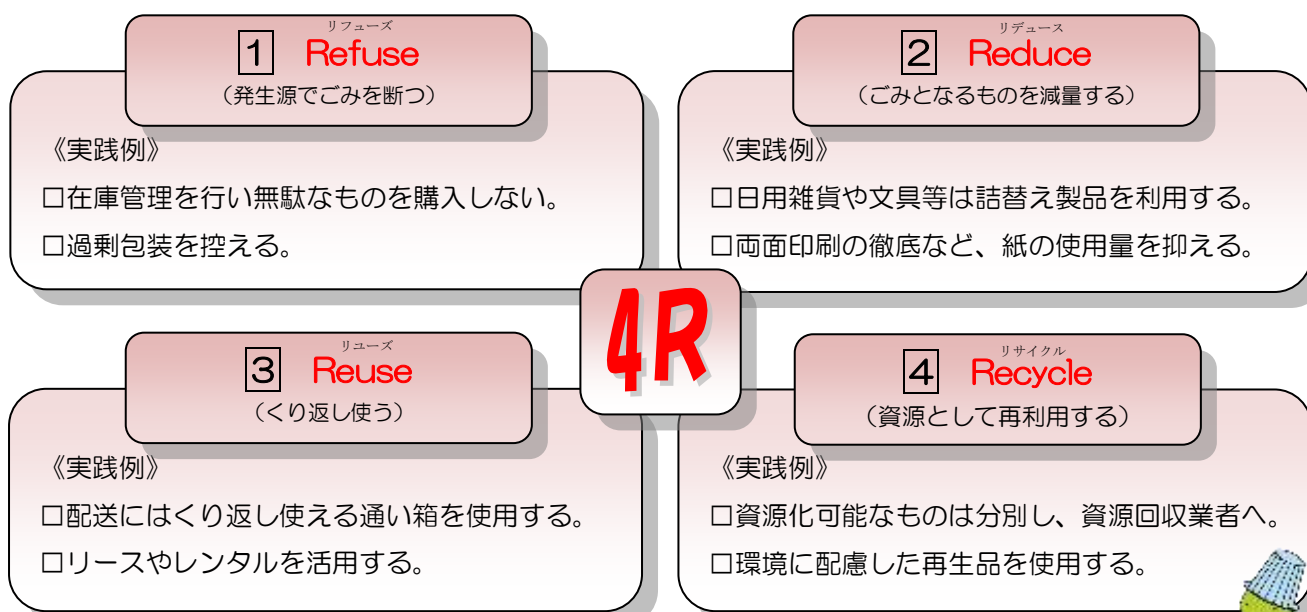 リフューズ
1 Refuse
（発生源でごみを断つ）
《実践例》
□在庫管理を行い無駄なものを購入しない。
□過剰包装を控える。
リデュース
2 Reduce
（ごみとなるものを減量する）
《実践例》
□日用雑貨や文具等は詰替え製品を利用する。
□両面印刷の徹底など、紙の使用量を抑える。
4R
リユーズ
3 Reuse
（くり返し使う）
《実践例》
□配送にはくり返し使える通い箱を使用する。
□リースやレンタルを活用する。
リサイクル
4 Recycle
（資源として再利用する）
《実践例》
□資源化可能なものは分別し、資源回収業者へ。
□環境に配慮した再生品を使用する。